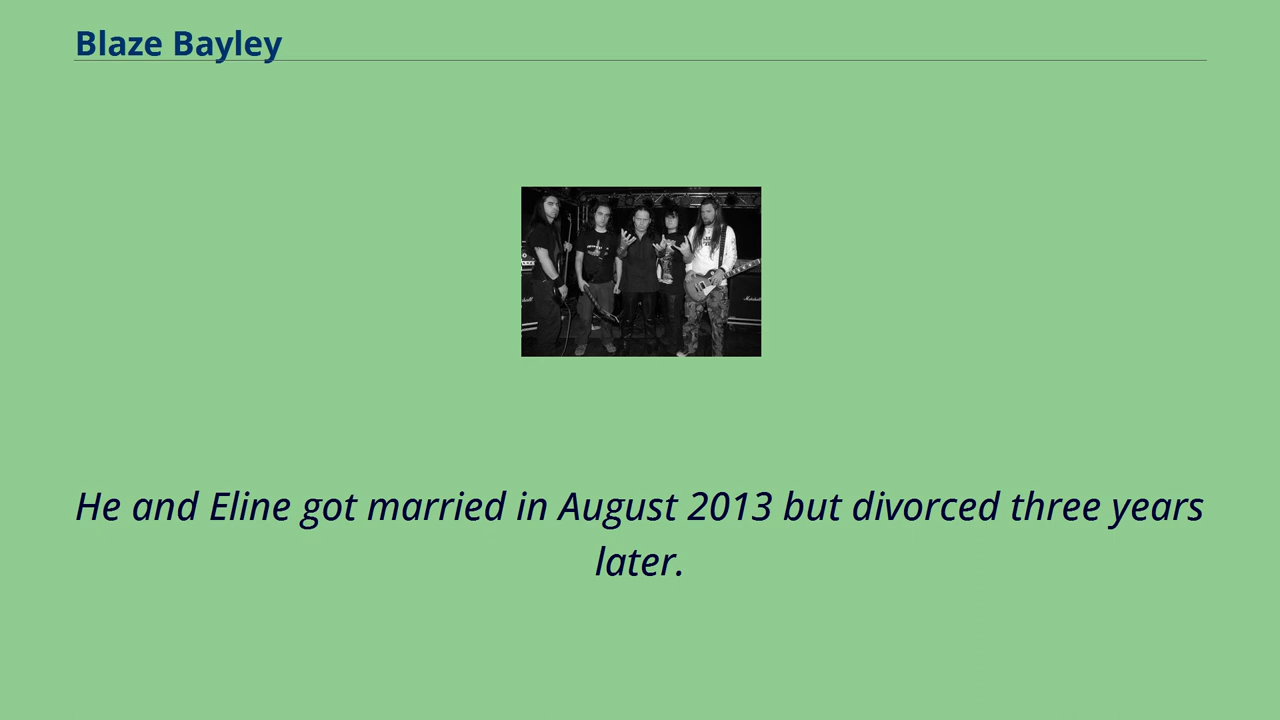 Blaze Bayley
He and Eline got married in August 2013 but divorced three years
later.